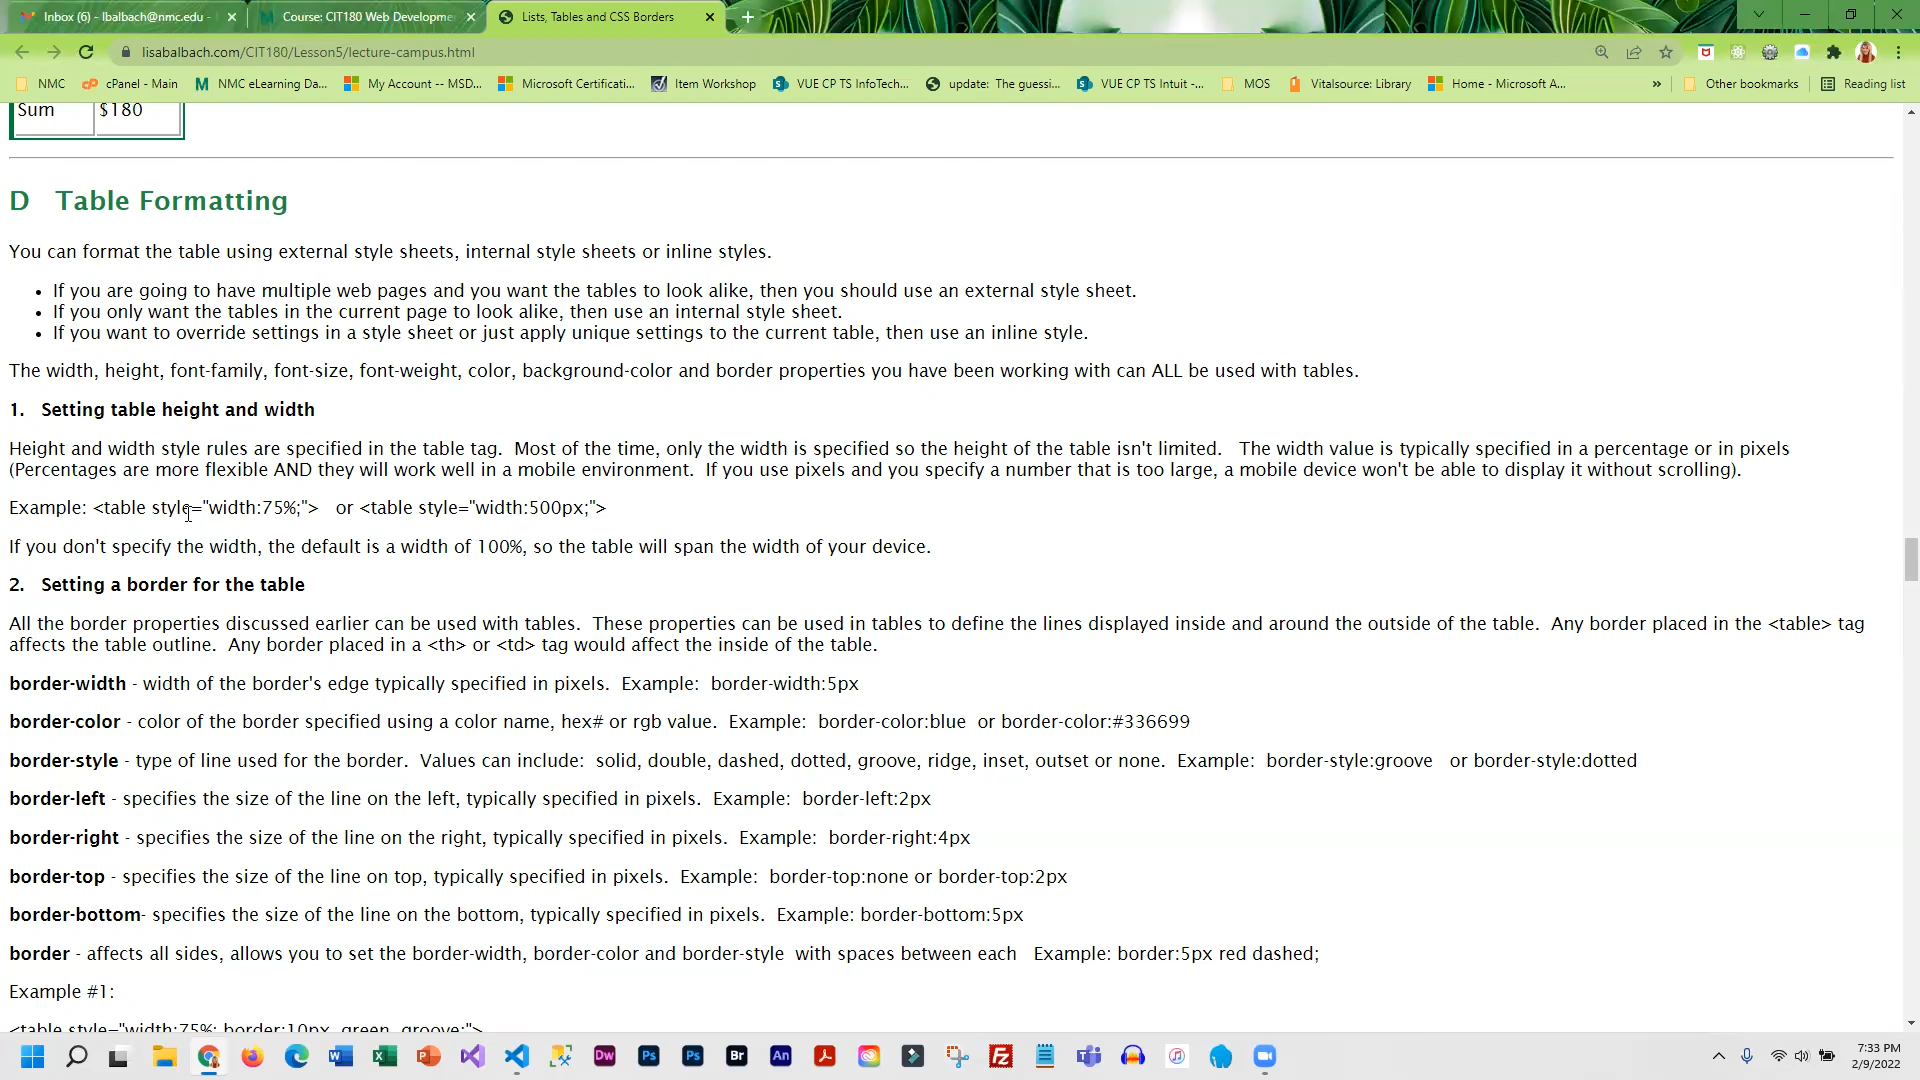 Inbox (6) - lbalbach@nmc.edu -
Course: CIT180 Web Developme
Lists, Tables and CSS Borders
lisabalbach.com/CIT180/Lesson5/lecture-campus.html
NMC
cPanel - Main
NMC eLearning Da...
My Account -- MSD...
Microsoft Certificati...
Item Workshop
VUE CP TS InfoTech...
update: The guessi...
VUE CP TS Intuit -...
MOS
Vitalsource: Library
Home - Microsoft A...
»
Other bookmarks
Reading list
Sum $180
D Table Formatting
You can format the table using external style sheets, internal style sheets or inline styles.
• If you are going to have multiple web pages and you want the tables to look alike, then you should use an external style sheet.
• If you only want the tables in the current page to look alike, then use an internal style sheet.
• If you want to override settings in a style sheet or just apply unique settings to the current table, then use an inline style.
The width, height, font-family, font-size, font-weight, color, background-color and border properties you have been working with can ALL be used with tables.
1. Setting table height and width
Height and width style rules are specified in the table tag. Most of the time, only the width is specified so the height of the table isn't limited. The width value is typically specified in a percentage or in pixels
(Percentages are more flexible AND they will work well in a mobile environment. If you use pixels and you specify a number that is too large, a mobile device won't be able to display it without scrolling).
Example: <table style="width:75%;"> or <table style="width:500px;">
If you don't specify the width, the default is a width of 100%, so the table will span the width of your device.
2. Setting a border for the table
All the border properties discussed earlier can be used with tables. These properties can be used in tables to define the lines displayed inside and around the outside of the table. Any border placed in the <table> tag
affects the table outline. Any border placed in a <th> or <td> tag would affect the inside of the table.
border-width - width of the border's edge typically specified in pixels. Example: border-width:5px
border-color - color of the border specified using a color name, hex# or rgb value. Example: border-color:blue or border-color:#336699
border-style - type of line used for the border. Values can include: solid, double, dashed, dotted, groove, ridge, inset, outset or none. Example: border-style:groove or border-style:dotted
border-left - specifies the size of the line on the left, typically specified in pixels. Example: border-left:2px
border-right - specifies the size of the line on the right, typically specified in pixels. Example: border-right:4px
border-top - specifies the size of the line on top, typically specified in pixels. Example: border-top:none or border-top:2px
border-bottom- specifies the size of the line on the bottom, typically specified in pixels. Example: border-bottom:5px
border - affects all sides, allows you to set the border-width, border-color and border-style with spaces between each Example: border:5px red dashed;
Example #1:
<table style="width:75%; border:10px green groove;">
Dw
Ps
Ps
Br
An
7:33 PM
2/9/2022